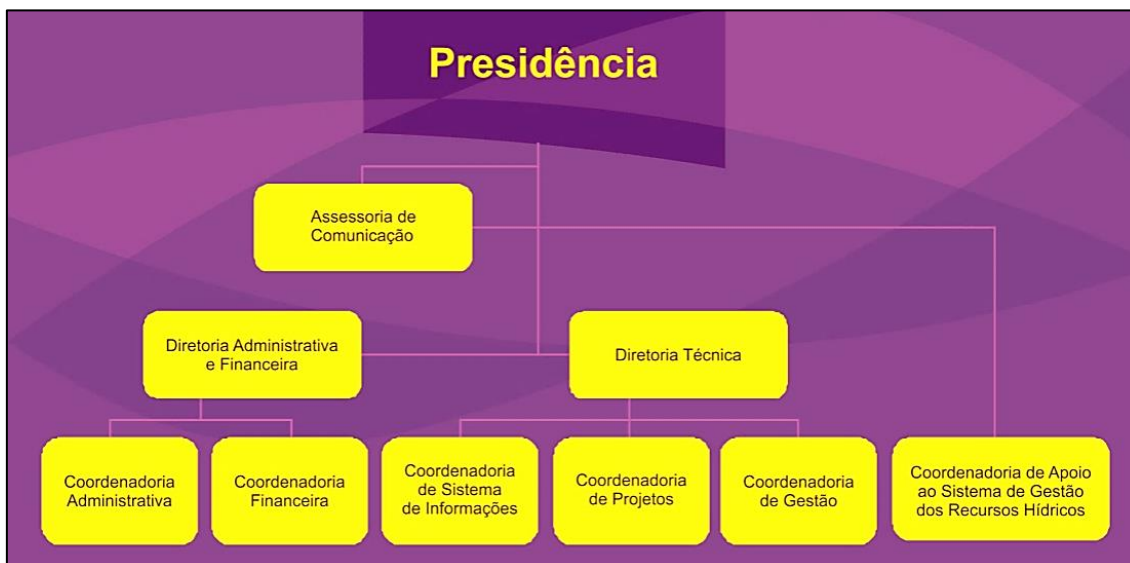 Presidência
Assessoria de
Comunicação
Diretoria Administrativa
e Financeira
Diretoria Técnica
Coordenadoria
Administrativa
Coordenadoria
Financeira
Coordenadoria
de Sistema
de Informações
Coordenadoria
de Projetos
Coordenadoria
de Gestão
Coordenadoria de Apoio
ao Sistema de Gestão
dos Recursos Hídricos